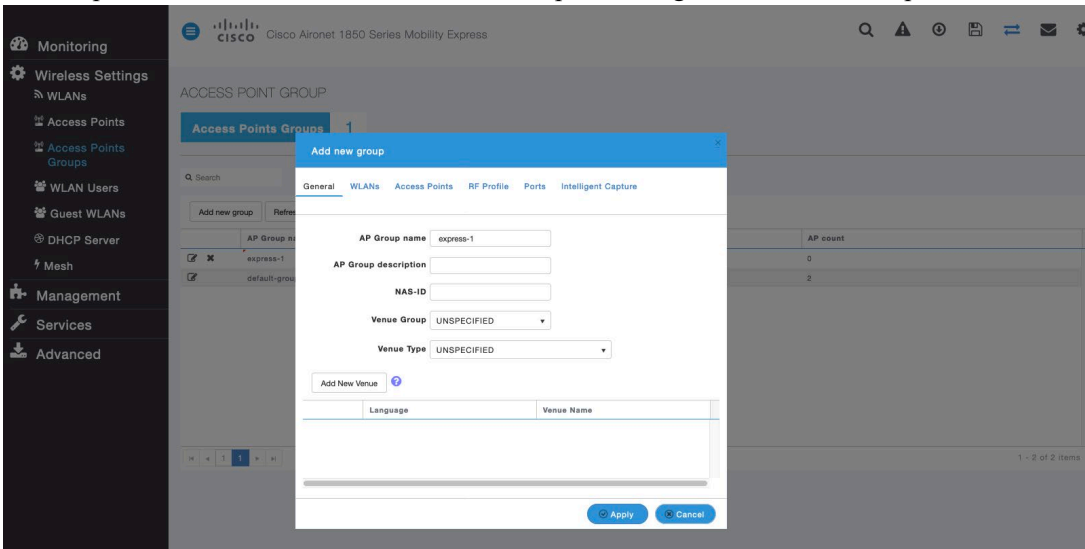 CISCO Cisco Aironet 1850 Series Mobility Express
Monitoring
Wireless Settings
WLANs
Access Points
Access Points
Groups
WLAN Users
Guest WLANs
DHCP Server
Mesh
Management
Services
Advanced
ACCESS POINT GROUP
Access Points Groups 1
Search
Add new group Refres
AP Group na AP count
express-1 0
default-grou 2
1 1
1 - 2 of 2 items
Add new group
General WLANs Access Points RF Profile Ports Intelligent Capture
AP Group name express-1
AP Group description
NAS-ID
Venue Group UNSPECIFIED
Venue Type UNSPECIFIED
Add New Venue ?
Language Venue Name
Apply Cancel